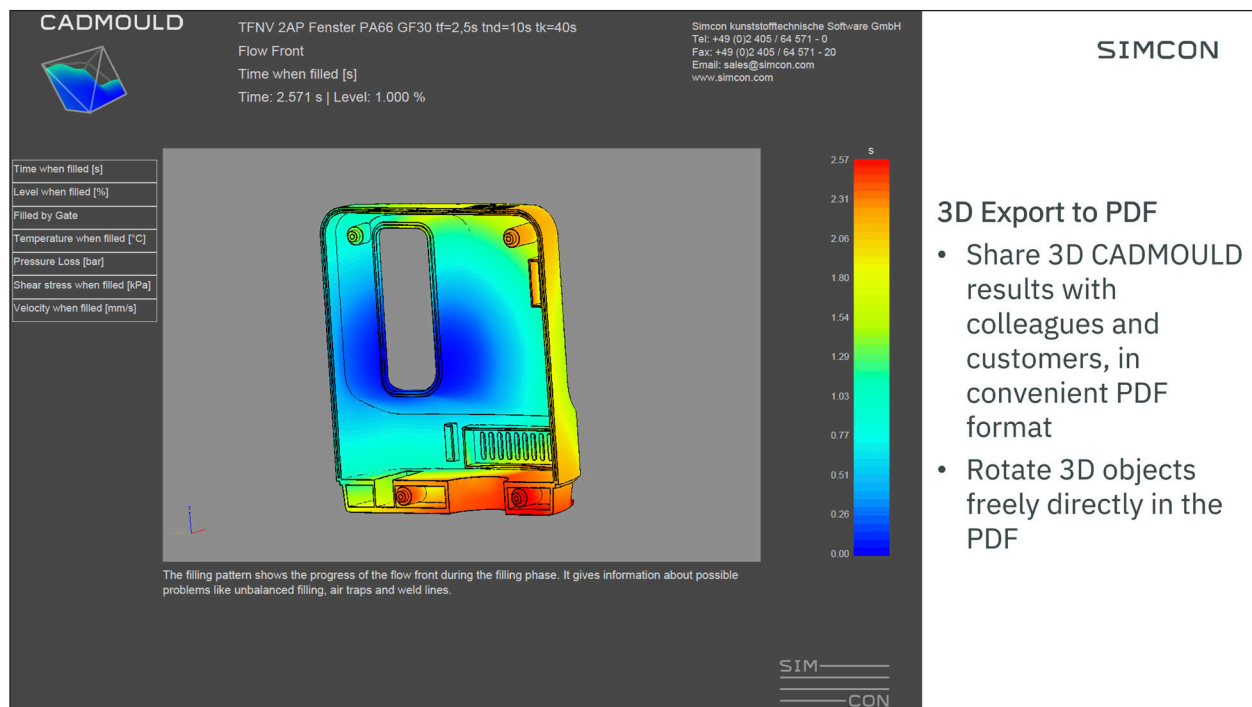 CADMOULD
TFNV 2AP Fenster PA66 GF30 tf=2,5s tnd=10s tk=40s
Flow Front
Time when filled [s]
Time: 2.571 s | Level: 1.000 %
Simcon kunststofftechnische Software GmbH
Tel: +49 (0)2 405 / 64 571 - 0
Fax: +49 (0)2 405 / 64 571 - 20
Email: sales@simcon.com
www.simcon.com
SIMCON
Time when filled [s]
Level when filled [%]
Filled by Gate
Temperature when filled [°C]
Pressure Loss [bar]
Shear stress when filled [kPa]
Velocity when filled [mm/s]
s
2.57
2.31
2.06
1.80
1.54
1.29
1.03
0.77
0.51
0.26
0.00
The filling pattern shows the progress of the flow front during the filling phase. It gives information about possible
problems like unbalanced filling, air traps and weld lines.
SIM
CON
3D Export to PDF
• Share 3D CADMOULD
results with
colleagues and
customers, in
convenient PDF
format
• Rotate 3D objects
freely directly in the
PDF